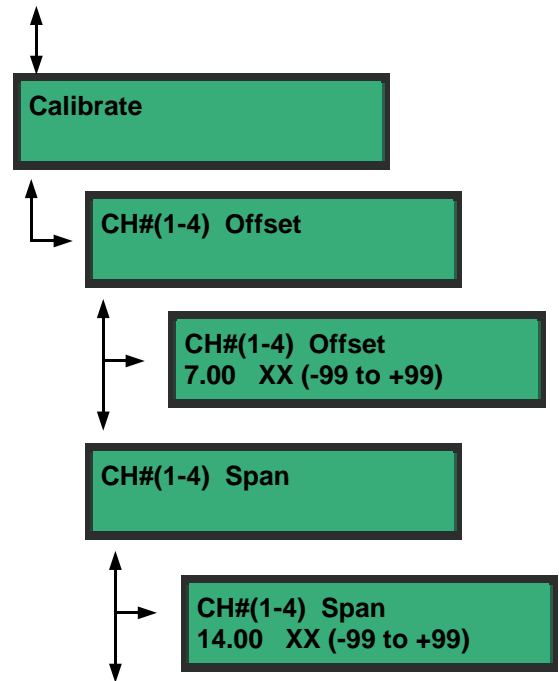 Calibrate
CH#(1-4) Offset
CH#(1-4) Offset
7.00 XX (-99 to +99)
CH#(1-4) Span
CH#(1-4) Span
14.00 XX (-99 to +99)